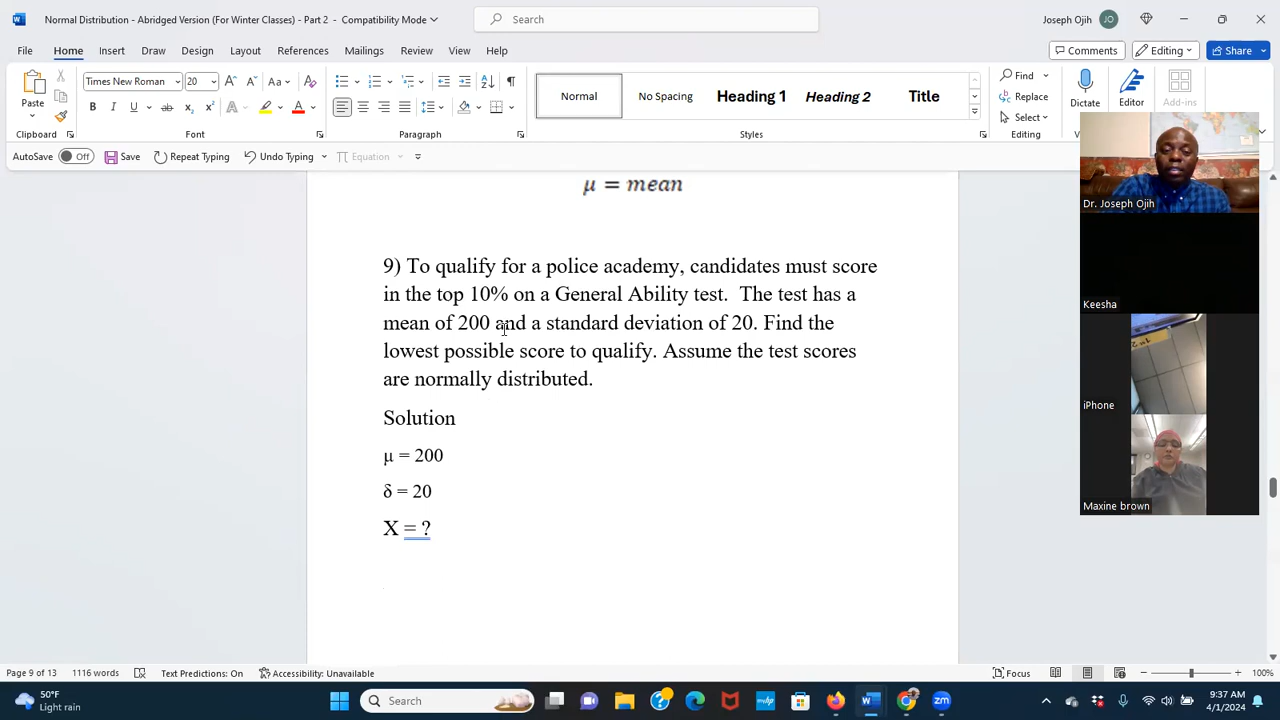 Normal Distribution - Abridged Version (For Winter Classes) - Part 2 - Compatibility Mode
Search
Joseph Ojih JO
File Home Insert Draw Design Layout References Mailings Review View Help
Comments Editing Share
Times New Roman 20 Aa
Paste
B I U ab x₂ x² A A
Normal No Spacing Heading 1 Heading 2 Title
Find
Replace
Select
Dictate Editor Add-ins
Clipboard Font Paragraph Styles Editing
AutoSave Off Save Repeat Typing Undo Typing Equation
μ = mean
9) To qualify for a police academy, candidates must score
in the top 10% on a General Ability test. The test has a
mean of 200 and a standard deviation of 20. Find the
lowest possible score to qualify. Assume the test scores
are normally distributed.
Solution
μ = 200
δ = 20
X = ?
Dr. Joseph Ojih
Keesha
iPhone
Maxine brown
Page 9 of 13 1116 words Text Predictions: On Accessibility: Unavailable
Focus 100%
50°F
Light rain
Search
9:37 AM
4/1/2024